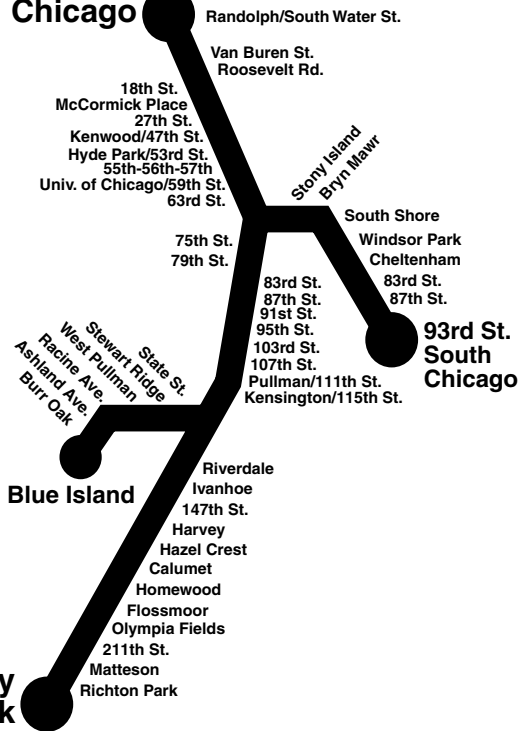 Chicago
Randolph/South Water St.
Van Buren St.
Roosevelt Rd.
18th St.
McCormick Place
27th St.
Kenwood/47th St.
Hyde Park/53rd St.
55th-56th-57th
Univ. of Chicago/59th St.
63rd St.
Stony Island
Bryn Mawr
South Shore
Windsor Park
Cheltenham
83rd St.
87th St.
93rd St.
South
Chicago
75th St.
79th St.
83rd St.
87th St.
91st St.
95th St.
103rd St.
107th St.
Pullman/111th St.
Kensington/115th St.
State St.
Stewart Ridge
West Pullman
Racine Ave.
Ashland Ave.
Burr Oak
Blue Island
Riverdale
Ivanhoe
147th St.
Harvey
Hazel Crest
Calumet
Homewood
Flossmoor
Olympia Fields
211th St.
Matteson
Richton Park
y
k